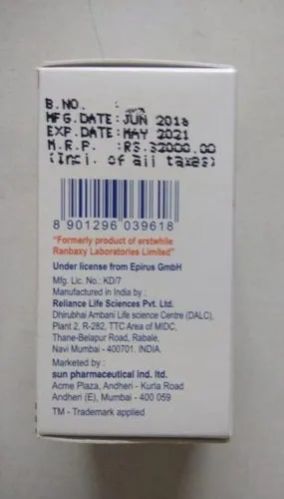 B.NO. :
MFG.DATE:JUN 2018
EXP.DATE:MAY 2021
M.R.P. :RS.32000.00
(Incl. of all taxes)
8 901296 039618
"Formerly product of erstwhile
Ranbaxy Laboratories Limited"
Under license from Epirus GmbH
Mfg. Lic. No.: KD/7
Manufactured in India by :
Reliance Life Sciences Pvt. Ltd.
Dhirubhai Ambani Life science Centre (DALC),
Plant 2, R-282, TTC Area of MIDC,
Thane-Belapur Road, Rabale,
Navi Mumbai - 400701. INDIA.
Marketed by :
sun pharmaceutical ind. ltd.
Acme Plaza, Andheri - Kurla Road
Andheri (E), Mumbai - 400 059
TM - Trademark applied